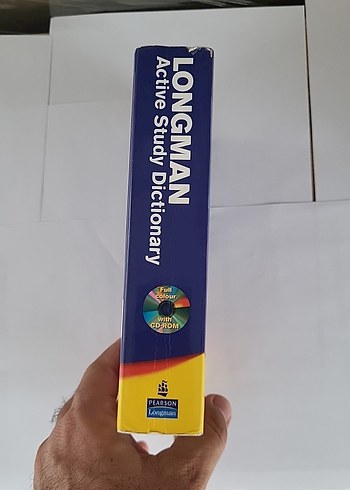 LONGMAN
Active Study Dictionary
Full
colour
with
CD-ROM
PEARSON
Longman